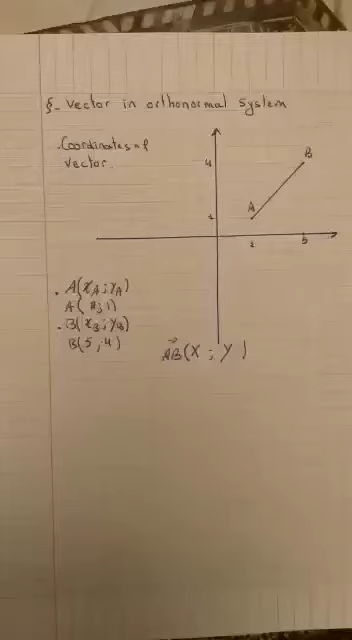 §- Vector in orthonormal system
.Coordinates of
vector.
4
B
A
1
2
5
. A(xA ; yA)
A( 2 ; 1)
. B(xB ; yB)
B(5 , 4)
AB(X ; Y )